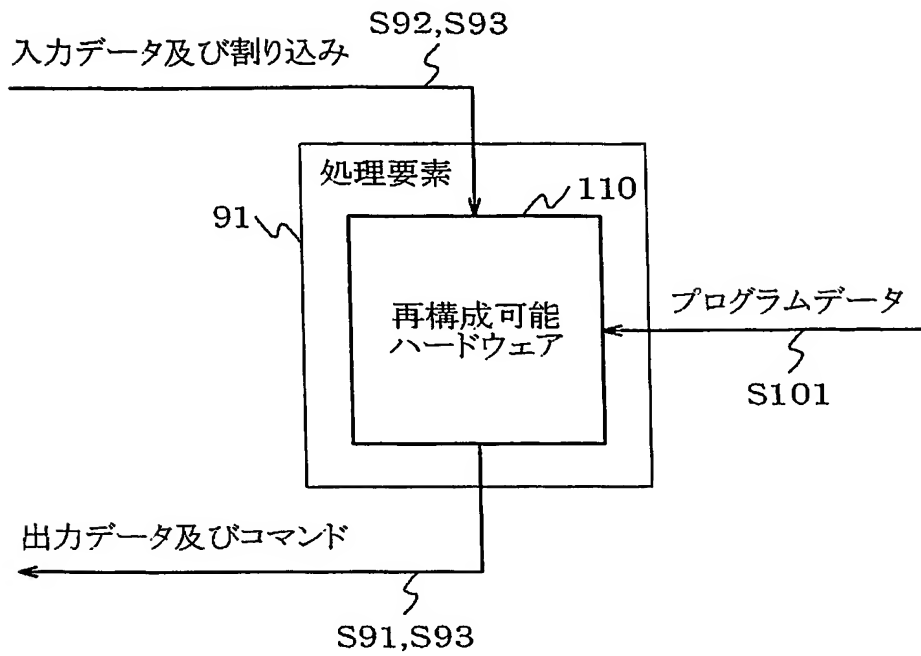 S92,S93
入力データ及び割り込み
処理要素
110
91
再構成可能
ハードウェア
プログラムデータ
S101
出力データ及びコマンド
S91,S93